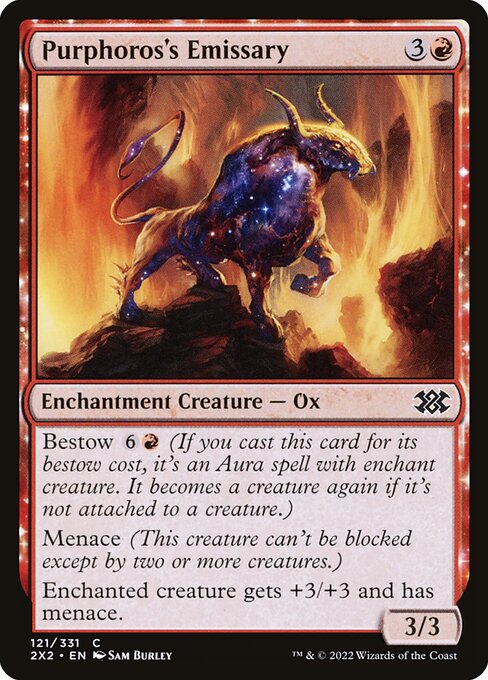 Purphoros's Emissary 3
Enchantment Creature — Ox
Bestow 6 (If you cast this card for its
bestow cost, it's an Aura spell with enchant
creature. It becomes a creature again if it's
not attached to a creature.)
Menace (This creature can't be blocked
except by two or more creatures.)
Enchanted creature gets +3/+3 and has
menace.
3/3
121/331 C
2X2 • EN Sam Burley
™ & © 2022 Wizards of the Coast